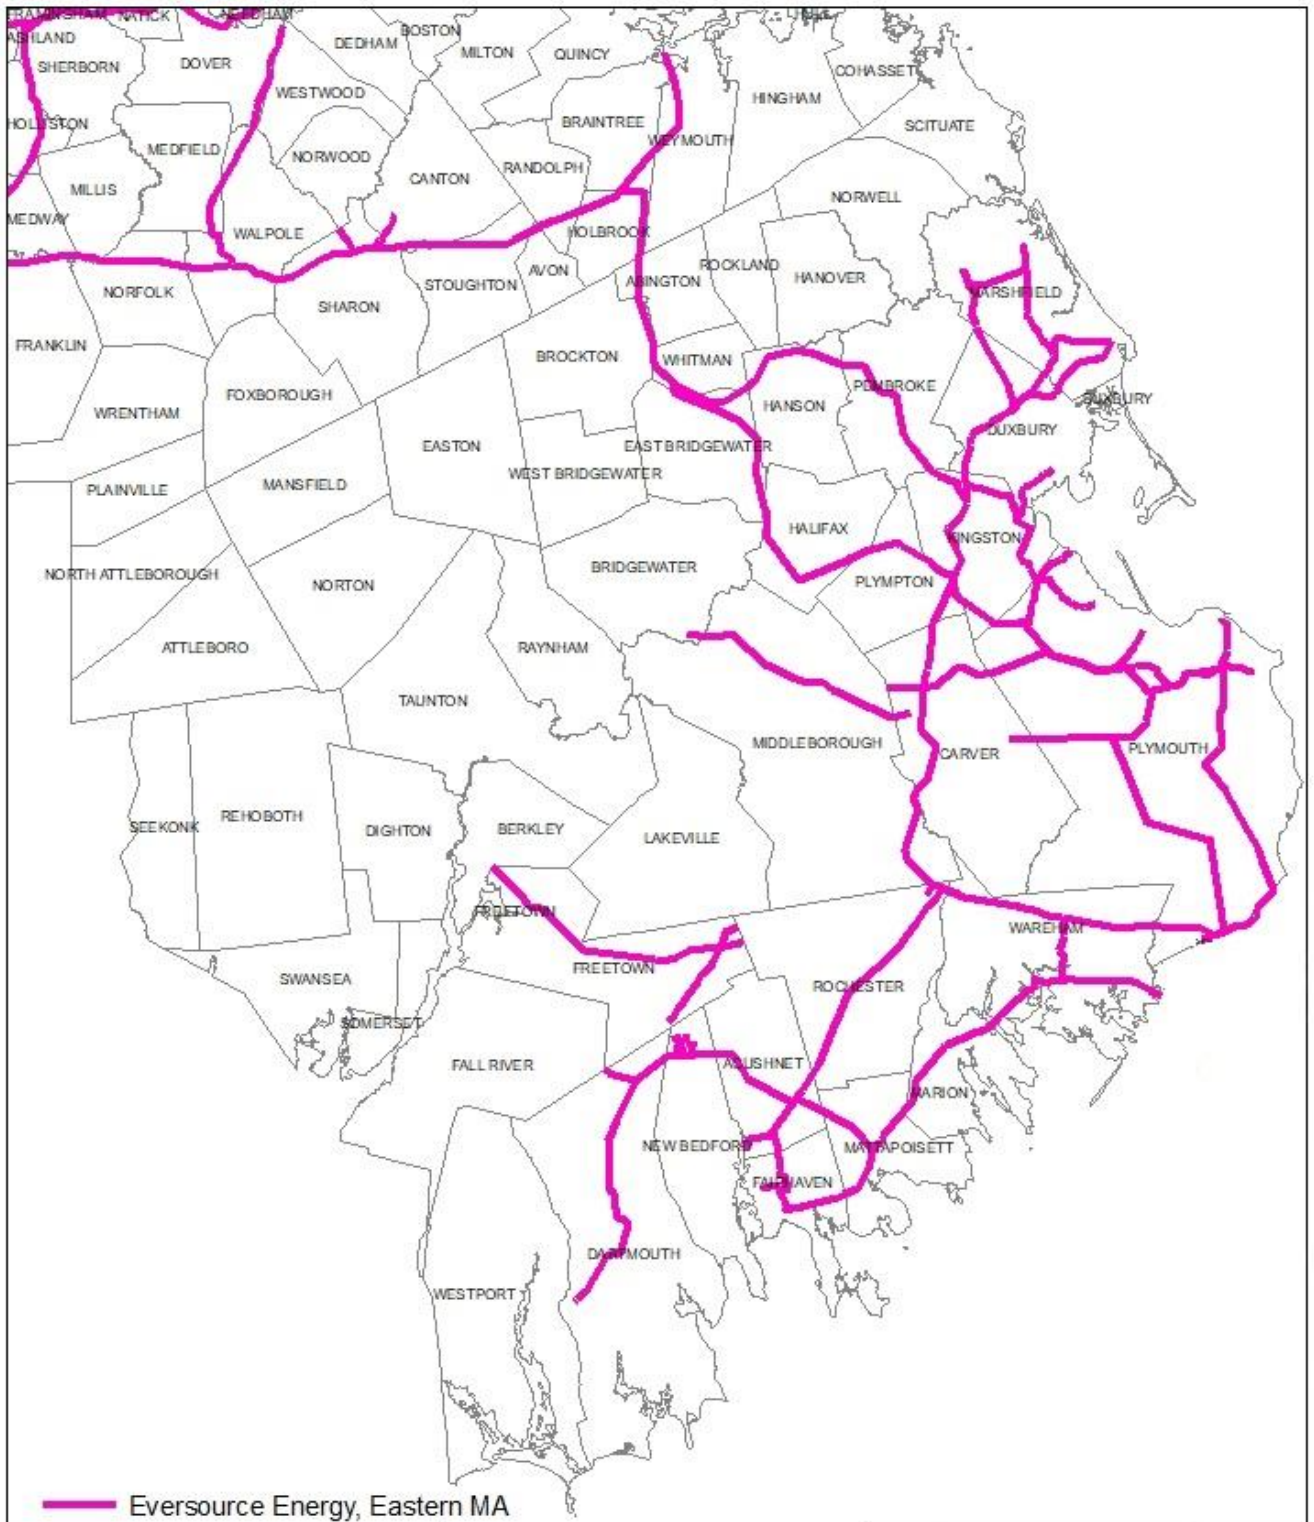 FRAMINGHAM
NATICK
NEEDHAM
ASHLAND
SHERBORN
DOVER
DEDHAM
BOSTON
MILTON
QUINCY
COHASSET
WESTWOOD
HINGHAM
HOLLISTON
BRAINTREE
SCITUATE
MEDFIELD
NORWOOD
WEYMOUTH
RANDOLPH
CANTON
MILLIS
NORWELL
MEDWAY
WALPOLE
HOLBROOK
ROCKLAND
AVON
HANOVER
ABINGTON
STOUGHTON
NORFOLK
SHARON
MARSHFIELD
FRANKLIN
BROCKTON
WHITMAN
PEMBROKE
FOXBOROUGH
DUXBURY
HANSON
WRENTHAM
DUXBURY
EASTON
EAST BRIDGEWATER
WEST BRIDGEWATER
MANSFIELD
PLAINVILLE
HALIFAX
KINGSTON
NORTH ATTLEBOROUGH
BRIDGEWATER
NORTON
PLYMPTON
ATTLEBORO
RAYNHAM
TAUNTON
MIDDLEBOROUGH
CARVER
PLYMOUTH
REHOBOTH
SEEKONK
DIGHTON
BERKLEY
LAKEVILLE
FREETOWN
WAREHAM
FREETOWN
SWANSEA
ROCHESTER
SOMERSET
FALL RIVER
ACUSHNET
MARION
NEW BEDFORD
MATTAPOISETT
FAIRHAVEN
DARTMOUTH
WESTPORT
Eversource Energy, Eastern MA